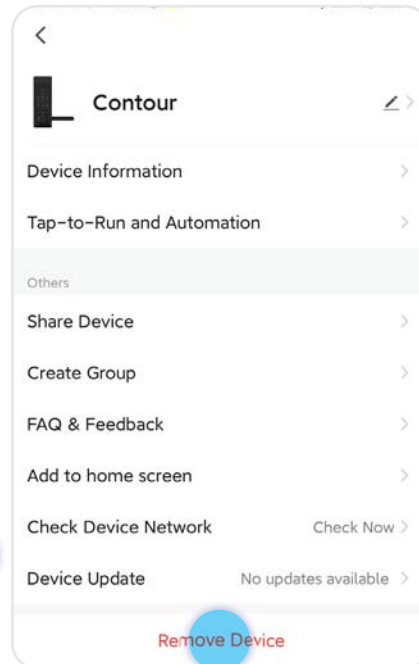 Contour
Device Information
Tap-to-Run and Automation
Others
Share Device
Create Group
FAQ & Feedback
Add to home screen
Check Device Network Check Now
Device Update No updates available
Remove Device